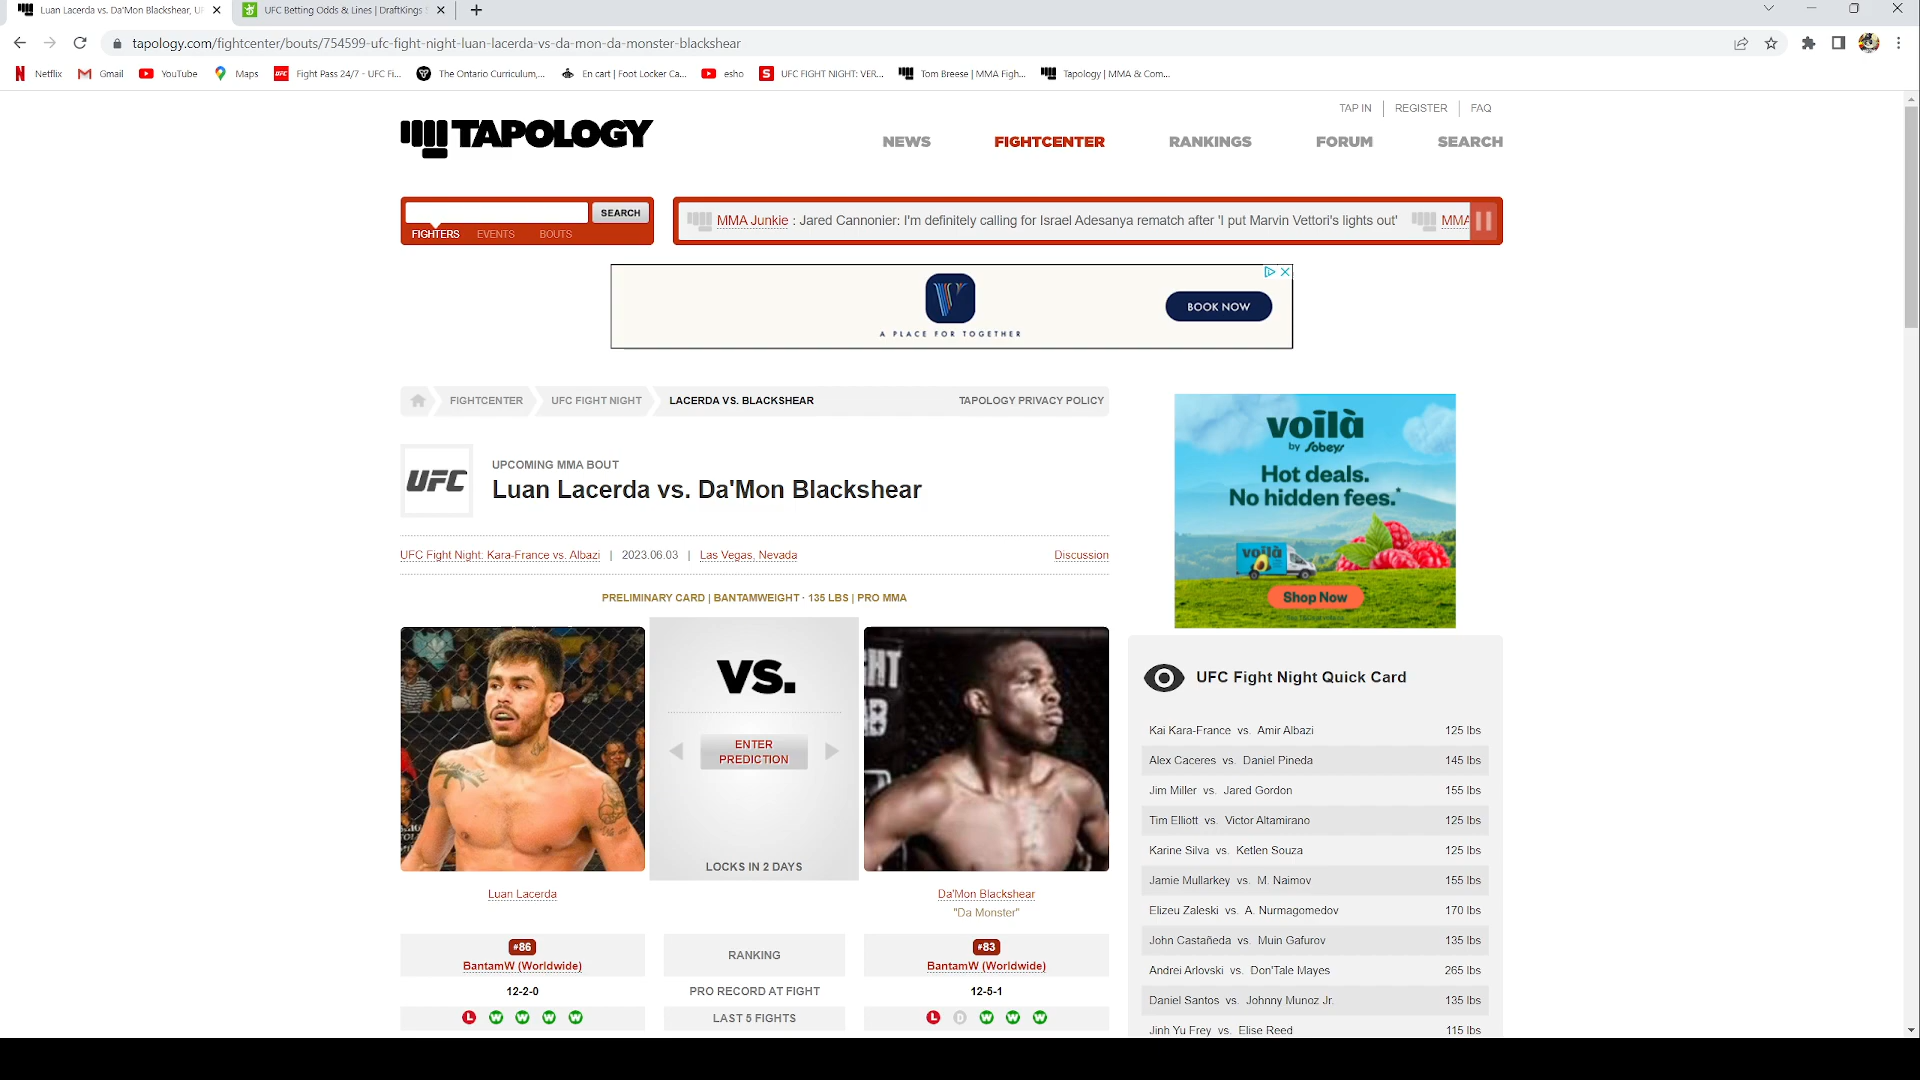 Luan Lacerda vs. Da'Mon Blackshear, UF
UFC Betting Odds & Lines | DraftKings S
tapology.com/fightcenter/bouts/754599-ufc-fight-night-luan-lacerda-vs-da-mon-da-monster-blackshear
Netflix
Gmail
YouTube
Maps
Fight Pass 24/7 - UFC Fi...
The Ontario Curriculum,...
En cart | Foot Locker Ca...
esho
UFC FIGHT NIGHT: VER...
Tom Breese | MMA Figh...
Tapology | MMA & Com...
TAP IN
REGISTER
FAQ
TAPOLOGY
NEWS
FIGHTCENTER
RANKINGS
FORUM
SEARCH
SEARCH
FIGHTERS
EVENTS
BOUTS
MMA Junkie : Jared Cannonier: I'm definitely calling for Israel Adesanya rematch after 'I put Marvin Vettori's lights out'
MMA
A PLACE FOR TOGETHER
BOOK NOW
FIGHTCENTER
UFC FIGHT NIGHT
LACERDA VS. BLACKSHEAR
TAPOLOGY PRIVACY POLICY
UFC
UPCOMING MMA BOUT
Luan Lacerda vs. Da'Mon Blackshear
UFC Fight Night: Kara-France vs. Albazi | 2023.06.03 | Las Vegas, Nevada
Discussion
PRELIMINARY CARD | BANTAMWEIGHT · 135 LBS | PRO MMA
VS.
ENTER
PREDICTION
LOCKS IN 2 DAYS
Luan Lacerda
Da'Mon Blackshear
"Da Monster"
#86
BantamW (Worldwide)
RANKING
#83
BantamW (Worldwide)
12-2-0
PRO RECORD AT FIGHT
12-5-1
L W W W W
LAST 5 FIGHTS
L D W W W
voilà
by Sobeys
Hot deals.
No hidden fees.*
voilà
Shop Now
UFC Fight Night Quick Card
Kai Kara-France vs. Amir Albazi 125 lbs
Alex Caceres vs. Daniel Pineda 145 lbs
Jim Miller vs. Jared Gordon 155 lbs
Tim Elliott vs. Victor Altamirano 125 lbs
Karine Silva vs. Ketlen Souza 125 lbs
Jamie Mullarkey vs. M. Naimov 155 lbs
Elizeu Zaleski vs. A. Nurmagomedov 170 lbs
John Castañeda vs. Muin Gafurov 135 lbs
Andrei Arlovski vs. Don'Tale Mayes 265 lbs
Daniel Santos vs. Johnny Munoz Jr. 135 lbs
Jinh Yu Frey vs. Elise Reed 115 lbs